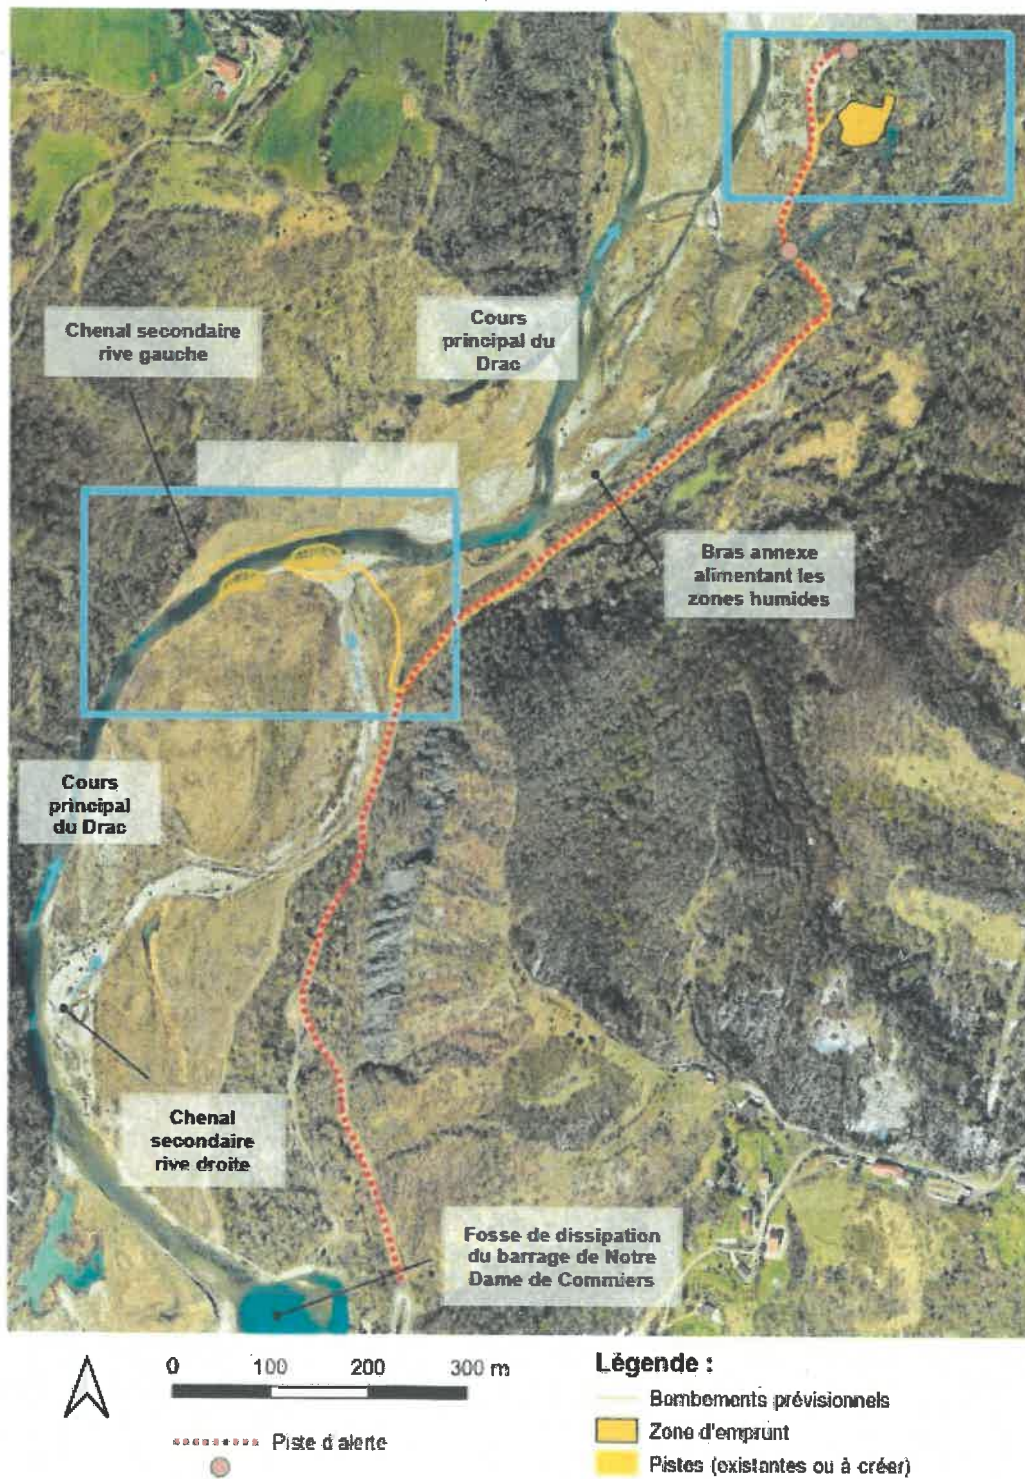 Cours
principal du
Drac
Chenal secondaire
rive gauche
Bras annexe
alimentant les
zones humides
Cours
principal
du Drac
Chenal
secondaire
rive droite
Fosse de dissipation
du barrage de Notre
Dame de Commiers
0 100 200 300 m
Piste d'alerte
Légende :
Bombements prévisionnels
Zone d'emprunt
Pistes (existantes ou à créer)